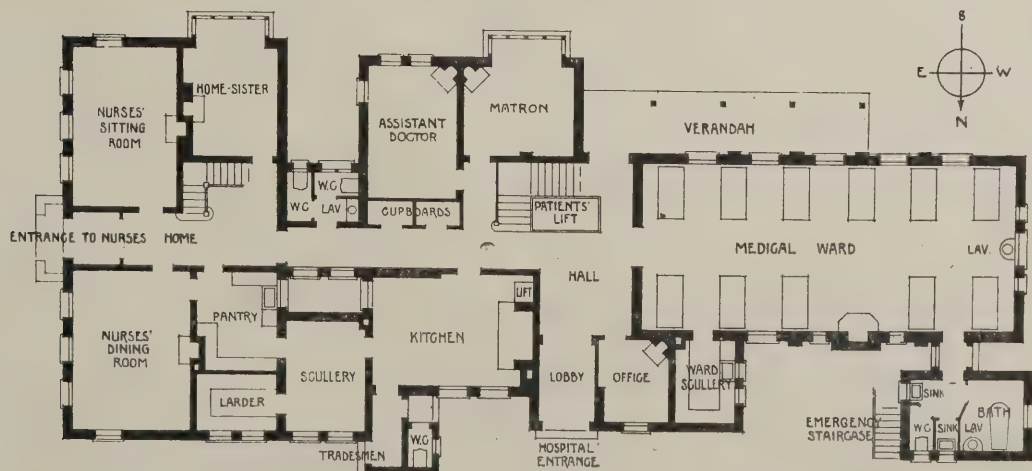 S
E
W
N
NURSES'
SITTING
ROOM
HOME-SISTER
ASSISTANT
DOCTOR
MATRON
VERANDAH
W.C
WC
LAV
CUPBOARDS
PATIENTS'
LIFT
ENTRANCE TO NURSES HOME
HALL
MEDICAL WARD
LAV.
NURSES'
DINING
ROOM
PANTRY
SCULLERY
LARDER
KITCHEN
LIFT
LOBBY
OFFICE
WARD
SCULLERY
TRADESMEN
W.C
HOSPITAL
ENTRANCE
EMERGENCY
STAIRCASE
SINK
WC
SINK
LAV
BATH